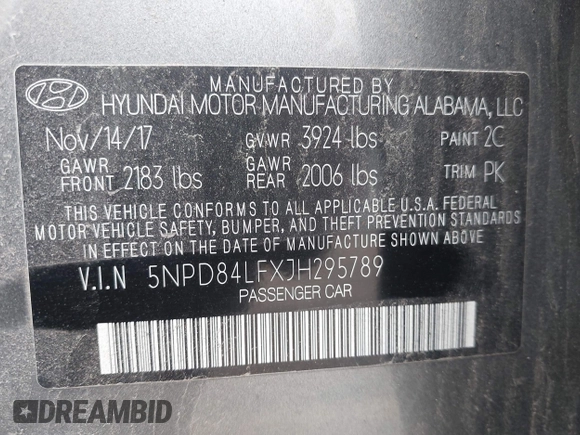 MANUFACTURED BY
HYUNDAI MOTOR MANUFACTURING ALABAMA, LLC
Nov/14/17 GVWR 3924 lbs PAINT 2C
GAWR FRONT 2183 lbs GAWR REAR 2006 lbs TRIM PK
THIS VEHICLE CONFORMS TO ALL APPLICABLE U.S.A. FEDERAL
MOTOR VEHICLE SAFETY, BUMPER, AND THEFT PREVENTION STANDARDS
IN EFFECT ON THE DATE OF MANUFACTURE SHOWN ABOVE
V.I.N 5NPD84LFXJH295789
PASSENGER CAR
DREAMBID